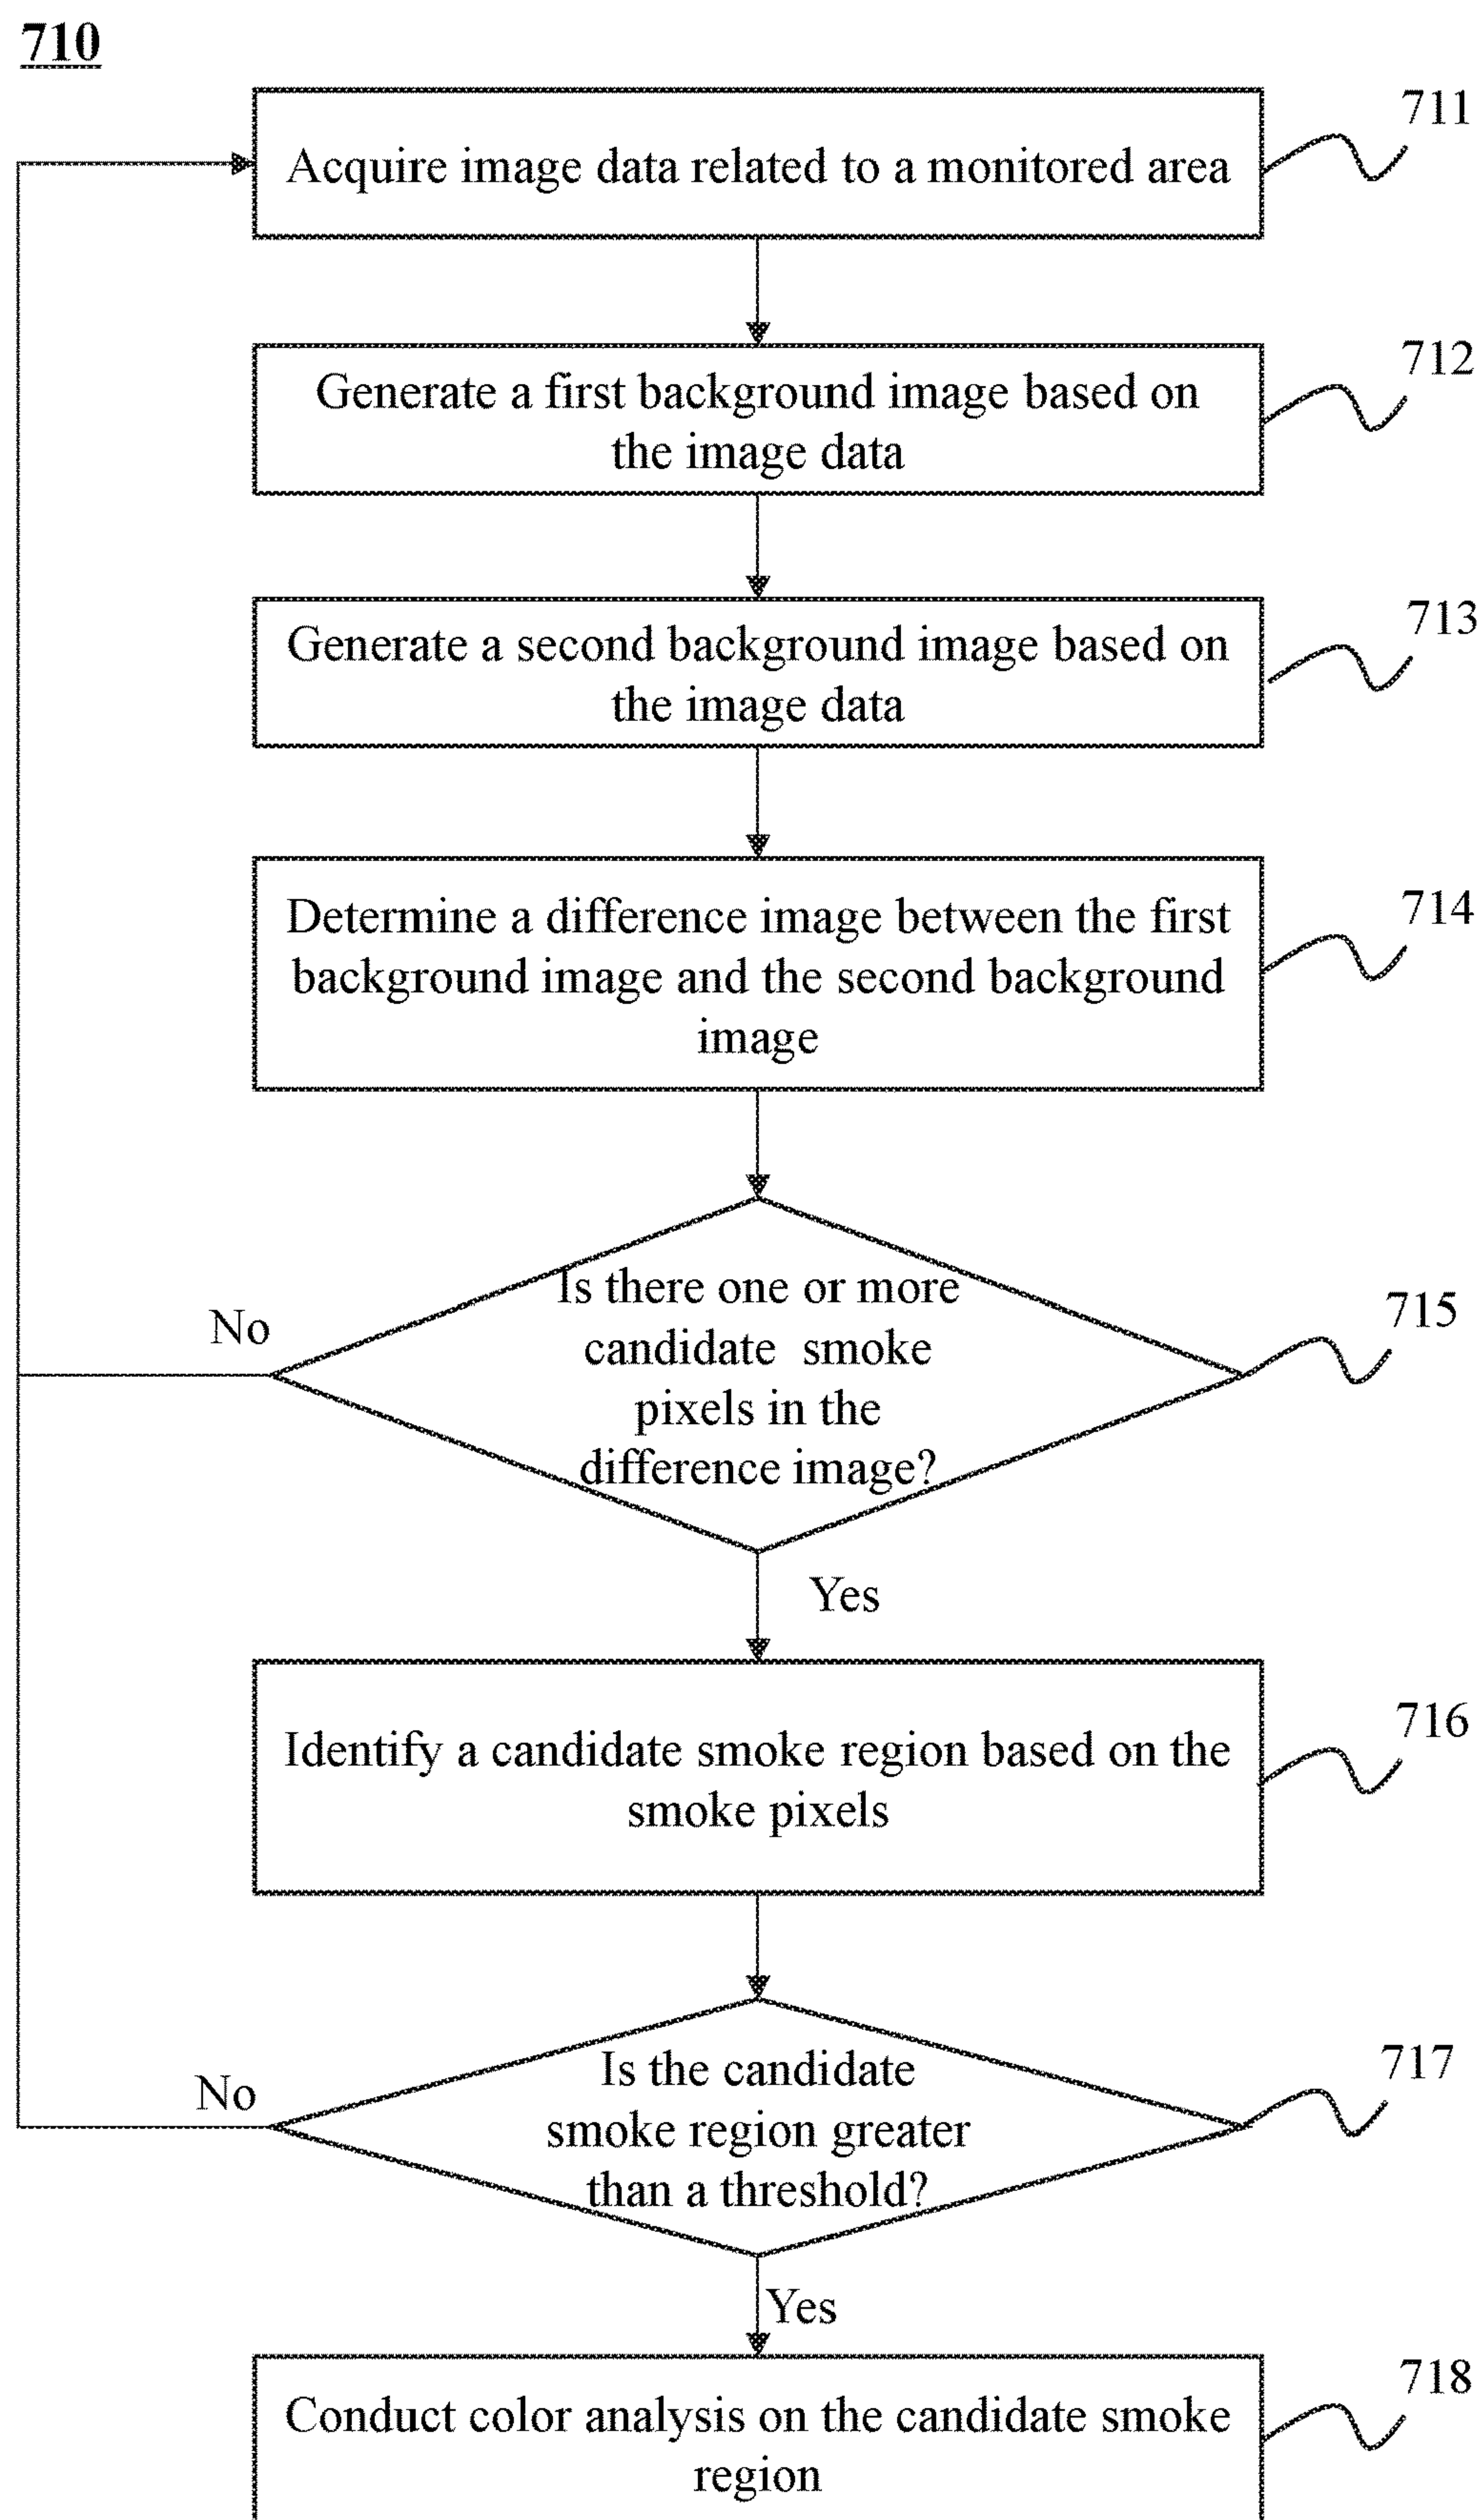 710
711
Acquire image data related to a monitored area
712
Generate a first background image based on
the image data
713
Generate a second background image based on
the image data
714
Determine a difference image between the first
background image and the second background
image
715
Is there one or more
candidate smoke
pixels in the
difference image?
No
Yes
716
Identify a candidate smoke region based on the
smoke pixels
717
Is the candidate
smoke region greater
than a threshold?
No
Yes
718
Conduct color analysis on the candidate smoke
region